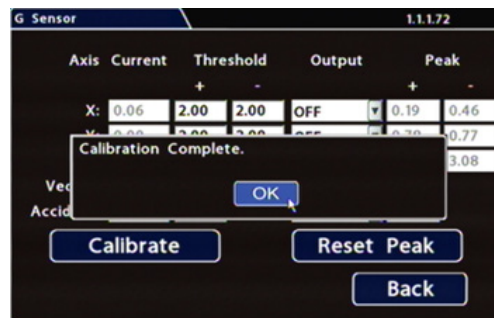 G Sensor 1.1.1.72
Axis Current Threshold Output Peak
+ - + -
X: 0.06 2.00 2.00 OFF 0.19 0.46
0.77
Calibration Complete.
3.08
OK
Calibrate Reset Peak
Back